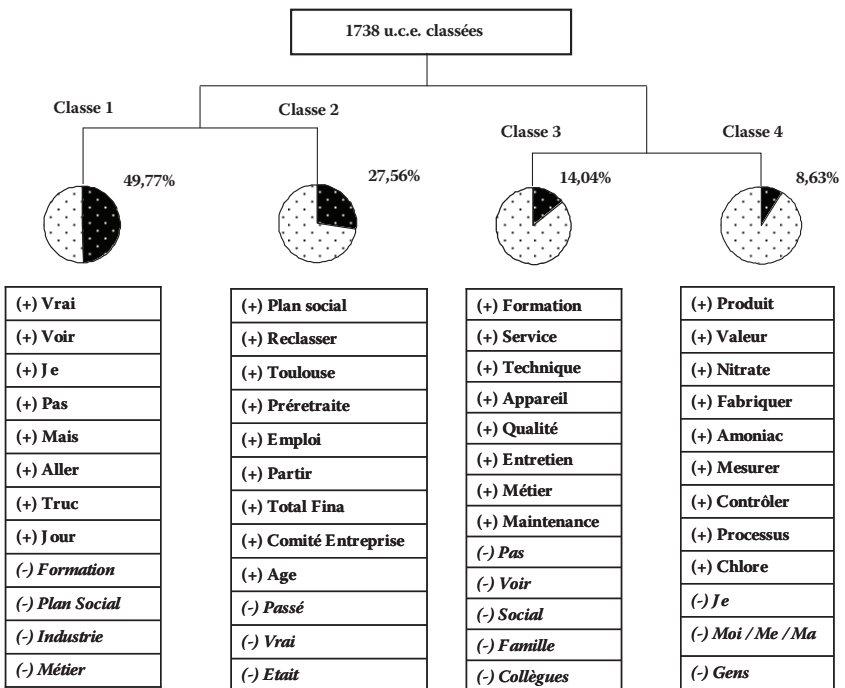 1738 u.c.e. classées
Classe 1
Classe 2
Classe 3
Classe 4
49,77%
27,56%
14,04%
8,63%
(+) Vrai
(+) Voir
(+) Je
(+) Pas
(+) Mais
(+) Aller
(+) Truc
(+) Jour
(-) Formation
(-) Plan Social
(-) Industrie
(-) Métier
(+) Plan social
(+) Reclasser
(+) Toulouse
(+) Préretraite
(+) Emploi
(+) Partir
(+) Total Fina
(+) Comité Entreprise
(+) Age
(-) Passé
(-) Vrai
(-) Etait
(+) Formation
(+) Service
(+) Technique
(+) Appareil
(+) Qualité
(+) Entretien
(+) Métier
(+) Maintenance
(-) Pas
(-) Voir
(-) Social
(-) Famille
(-) Collègues
(+) Produit
(+) Valeur
(+) Nitrate
(+) Fabriquer
(+) Amoniac
(+) Mesurer
(+) Contrôler
(+) Processus
(+) Chlore
(-) Je
(-) Moi / Me / Ma
(-) Gens